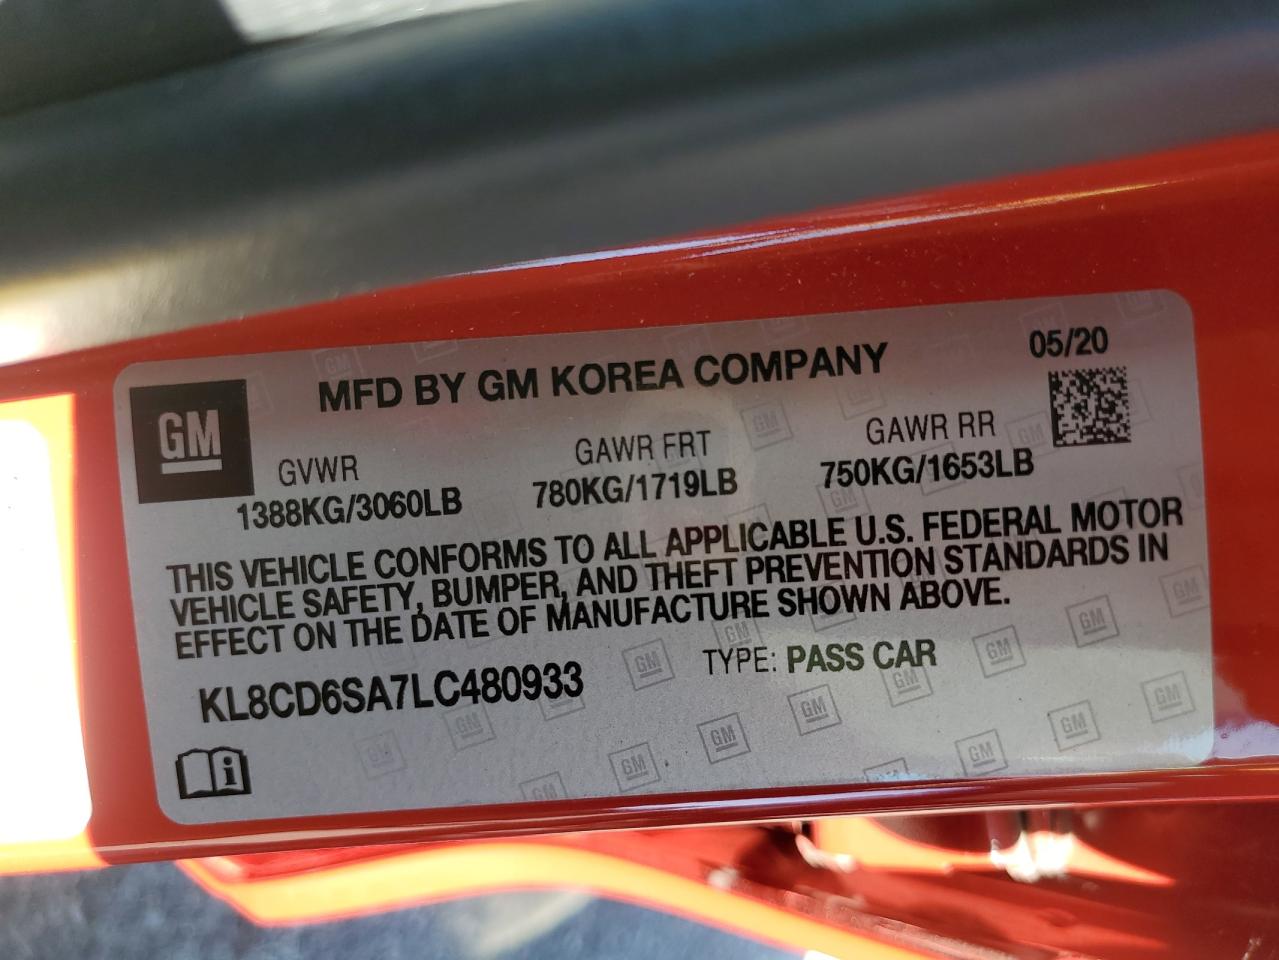 MFD BY GM KOREA COMPANY
05/20
GM
GVWR
GAWR FRT
GAWR RR
1388KG/3060LB
780KG/1719LB
750KG/1653LB
THIS VEHICLE CONFORMS TO ALL APPLICABLE U.S. FEDERAL MOTOR
VEHICLE SAFETY, BUMPER, AND THEFT PREVENTION STANDARDS IN
EFFECT ON THE DATE OF MANUFACTURE SHOWN ABOVE.
KL8CD6SA7LC480933
TYPE: PASS CAR